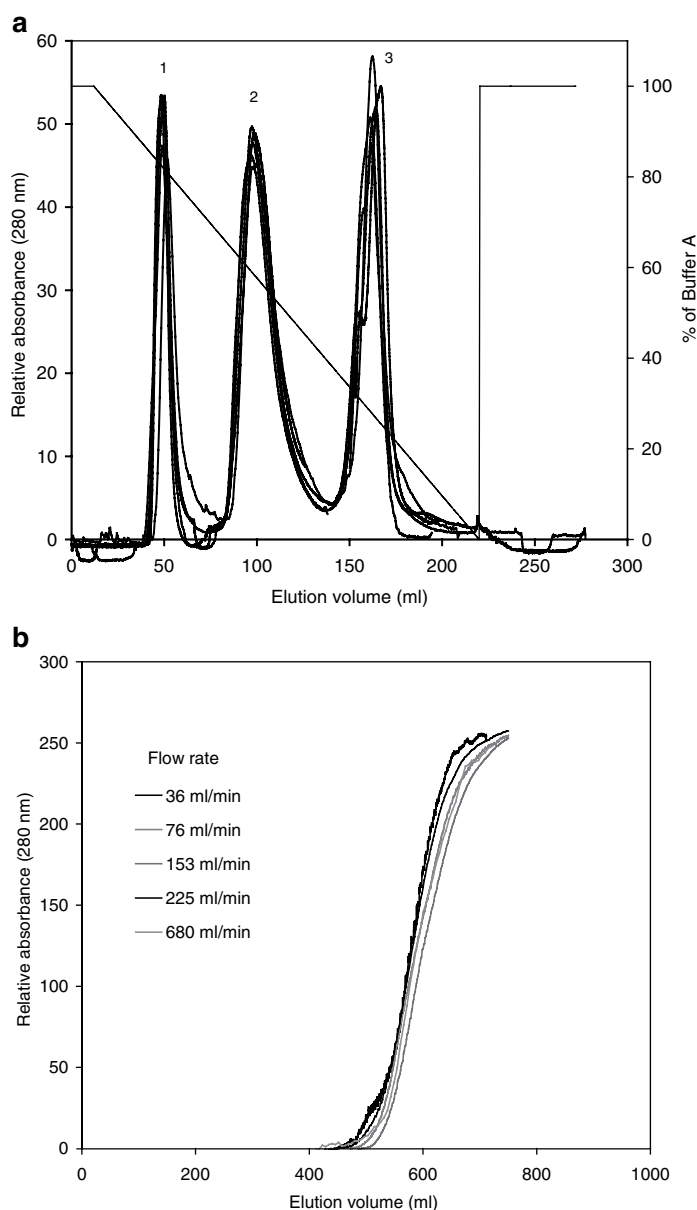 a
60
50
40
30
20
10
0
Relative absorbance (280 nm)
1
2
3
100
80
60
40
20
0
% of Buffer A
0 50 100 150 200 250 300
Elution volume (ml)
b
300
250
200
150
100
50
0
Relative absorbance (280 nm)
Flow rate
36 ml/min
76 ml/min
153 ml/min
225 ml/min
680 ml/min
0 200 400 600 800 1000
Elution volume (ml)